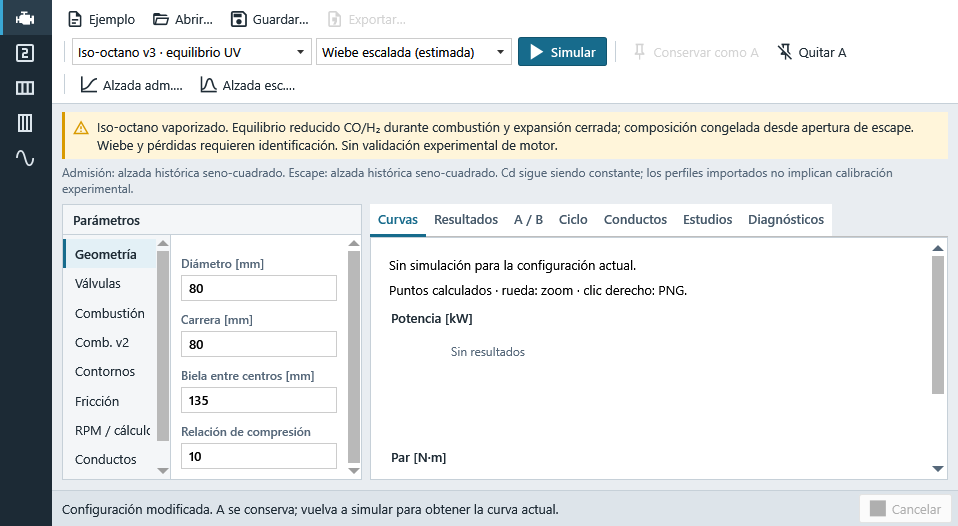 Ejemplo Abrir... Guardar... Exportar...
Iso-octano v3 · equilibrio UV Wiebe escalada (estimada) Simular Conservar como A Quitar A
Alzada adm.... Alzada esc....
Iso-octano vaporizado. Equilibrio reducido CO/H₂ durante combustión y expansión cerrada; composición congelada desde apertura de escape.
Wiebe y pérdidas requieren identificación. Sin validación experimental de motor.
Admisión: alzada histórica seno-cuadrado. Escape: alzada histórica seno-cuadrado. Cd sigue siendo constante; los perfiles importados no implican calibración
experimental.
Parámetros
Geometría
Válvulas
Combustión
Comb. v2
Contornos
Fricción
RPM / cálculo
Conductos
Diámetro [mm]
80
Carrera [mm]
80
Biela entre centros [mm]
135
Relación de compresión
10
Curvas Resultados A / B Ciclo Conductos Estudios Diagnósticos
Sin simulación para la configuración actual.
Puntos calculados · rueda: zoom · clic derecho: PNG.
Potencia [kW]
Sin resultados
Par [N·m]
Configuración modificada. A se conserva; vuelva a simular para obtener la curva actual.
Cancelar